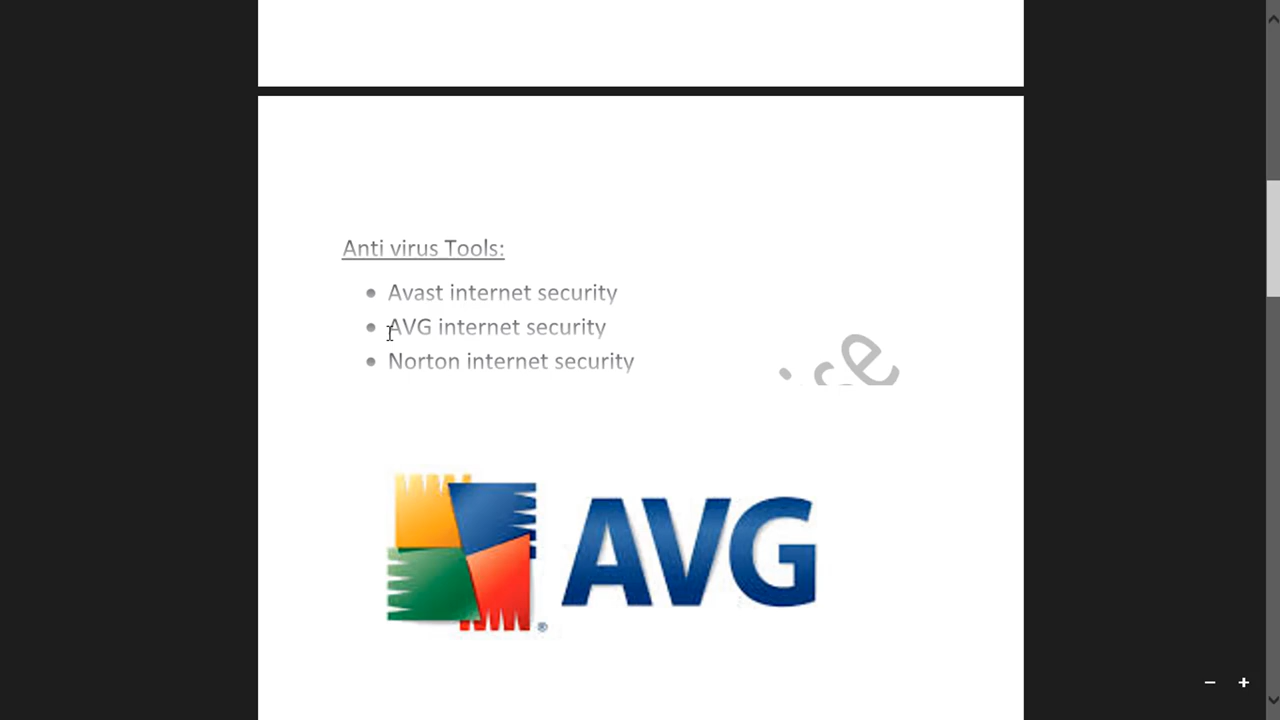 Anti virus Tools:
• Avast internet security
• AVG internet security
• Norton internet security
AVG
®